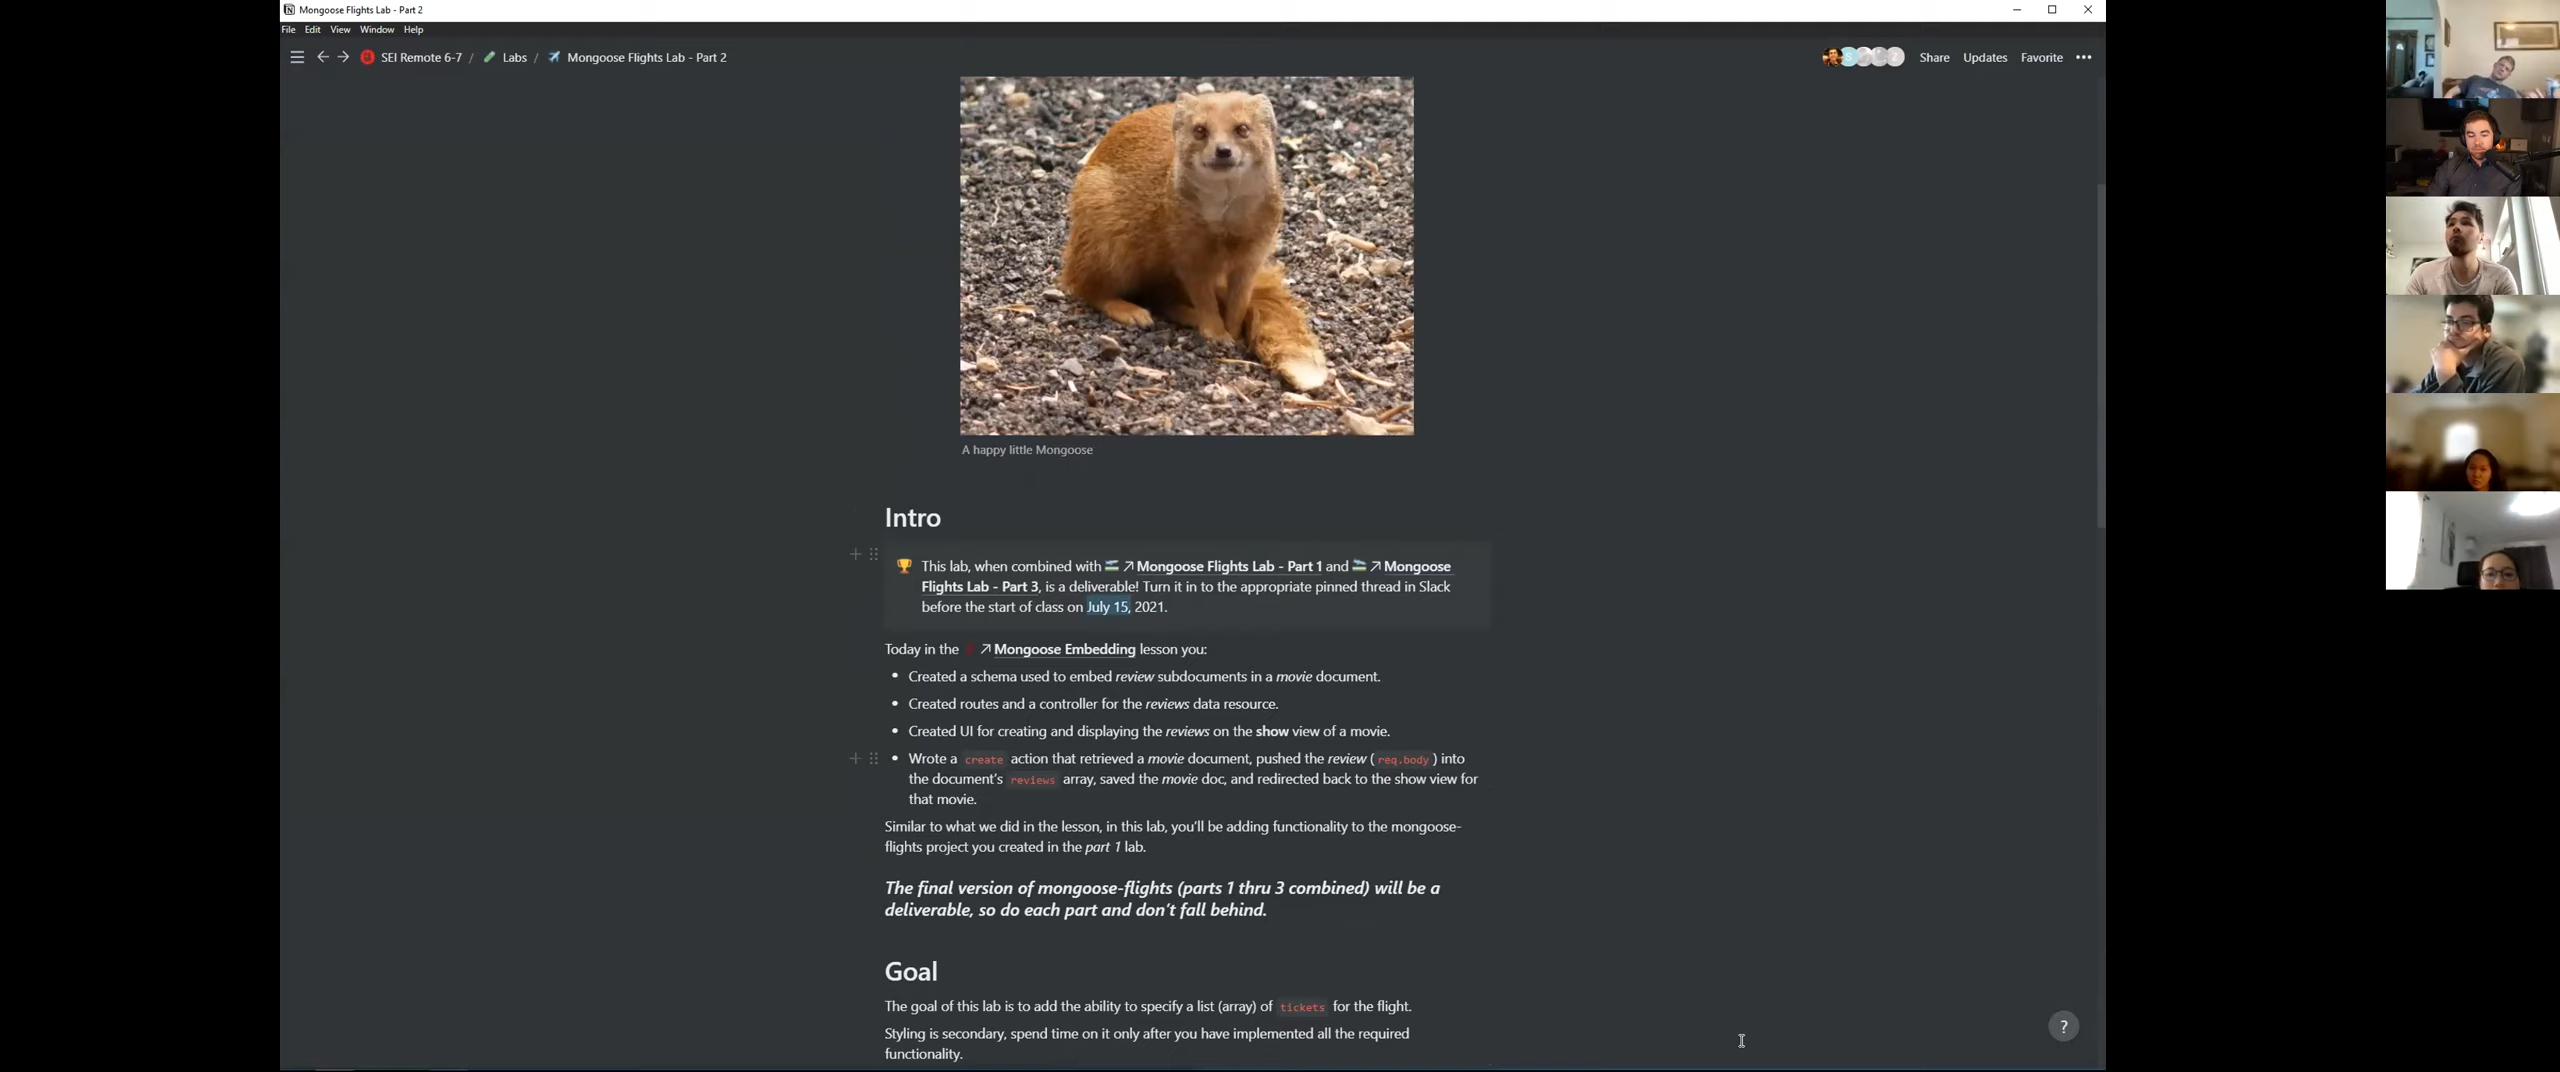 Mongoose Flights Lab - Part 2
File Edit View Window Help
SEI Remote 6-7 / Labs / Mongoose Flights Lab - Part 2
Share Updates Favorite •••
A happy little Mongoose
Intro
This lab, when combined with Mongoose Flights Lab - Part 1 and Mongoose
Flights Lab - Part 3, is a deliverable! Turn it in to the appropriate pinned thread in Slack
before the start of class on July 15, 2021.
Today in the Mongoose Embedding lesson you:
• Created a schema used to embed review subdocuments in a movie document.
• Created routes and a controller for the reviews data resource.
• Created UI for creating and displaying the reviews on the show view of a movie.
• Wrote a create action that retrieved a movie document, pushed the review (req.body) into
the document's reviews array, saved the movie doc, and redirected back to the show view for
that movie.
Similar to what we did in the lesson, in this lab, you'll be adding functionality to the mongoose-
flights project you created in the part 1 lab.
The final version of mongoose-flights (parts 1 thru 3 combined) will be a
deliverable, so do each part and don't fall behind.
Goal
The goal of this lab is to add the ability to specify a list (array) of tickets for the flight.
Styling is secondary, spend time on it only after you have implemented all the required
functionality.
?